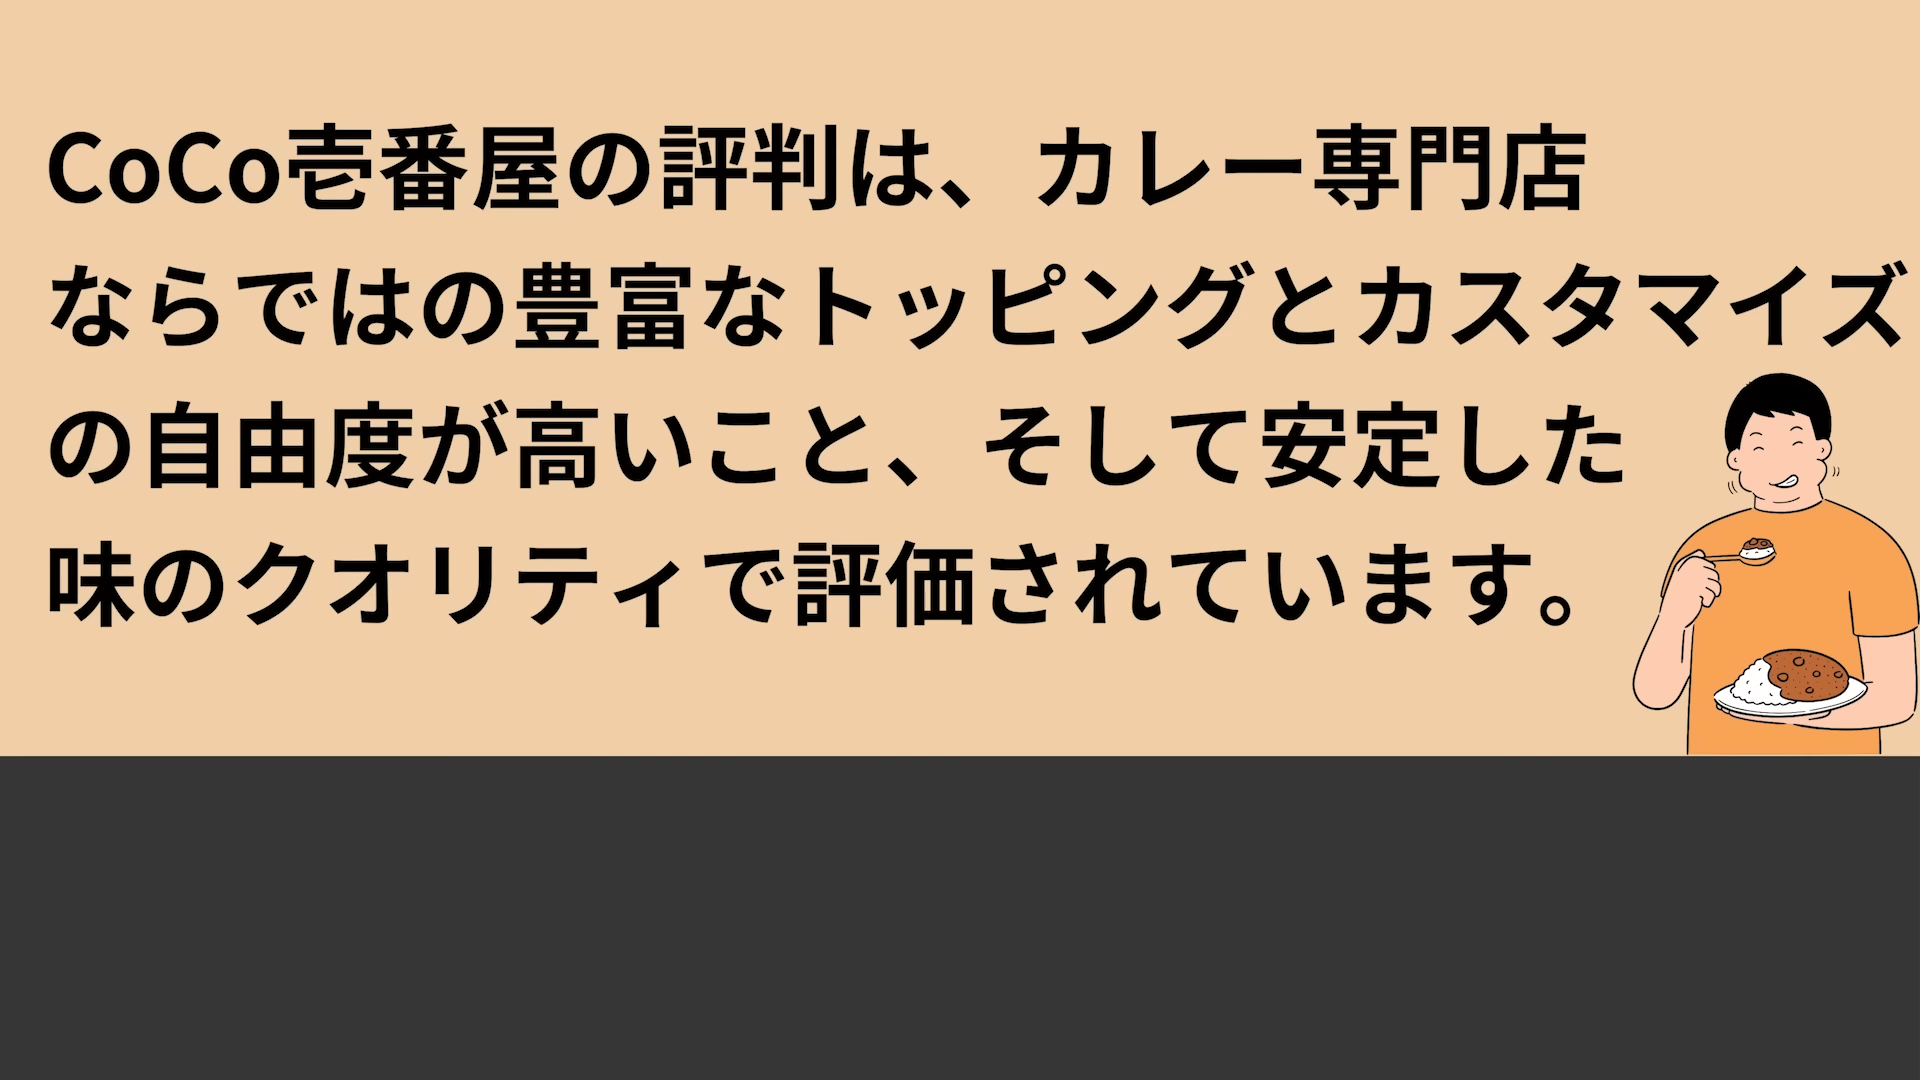 CoCo壱番屋の評判は、カレー専門店
ならではの豊富なトッピングとカスタマイズ
の自由度が高いこと、そして安定した
味のクオリティで評価されています。